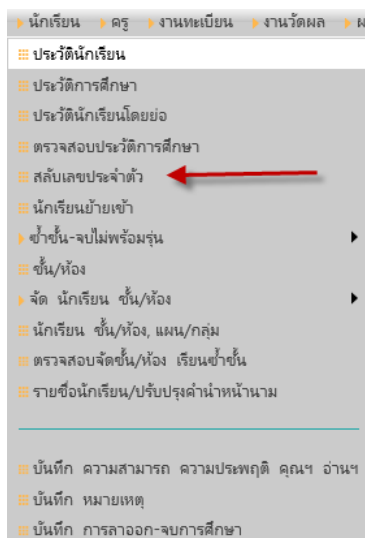 นักเรียน ครู งานทะเบียน งานวัดผล ผ
ประวัตินักเรียน
ประวัติการศึกษา
ประวัตินักเรียนโดยย่อ
ตรวจสอบประวัติการศึกษา
สลับเลขประจำตัว
นักเรียนย้ายเข้า
ซ้ำชั้น-จบไม่พร้อมรุ่น
ชั้น/ห้อง
จัด นักเรียน ชั้น/ห้อง
นักเรียน ชั้น/ห้อง, แผน/กลุ่ม
ตรวจสอบจัดชั้น/ห้อง เรียนซ้ำชั้น
รายชื่อนักเรียน/ปรับปรุงคำนำหน้านาม
บันทึก ความสามารถ ความประพฤติ คุณฯ อ่านฯ
บันทึก หมายเหตุ
บันทึก การลาออก-จบการศึกษา